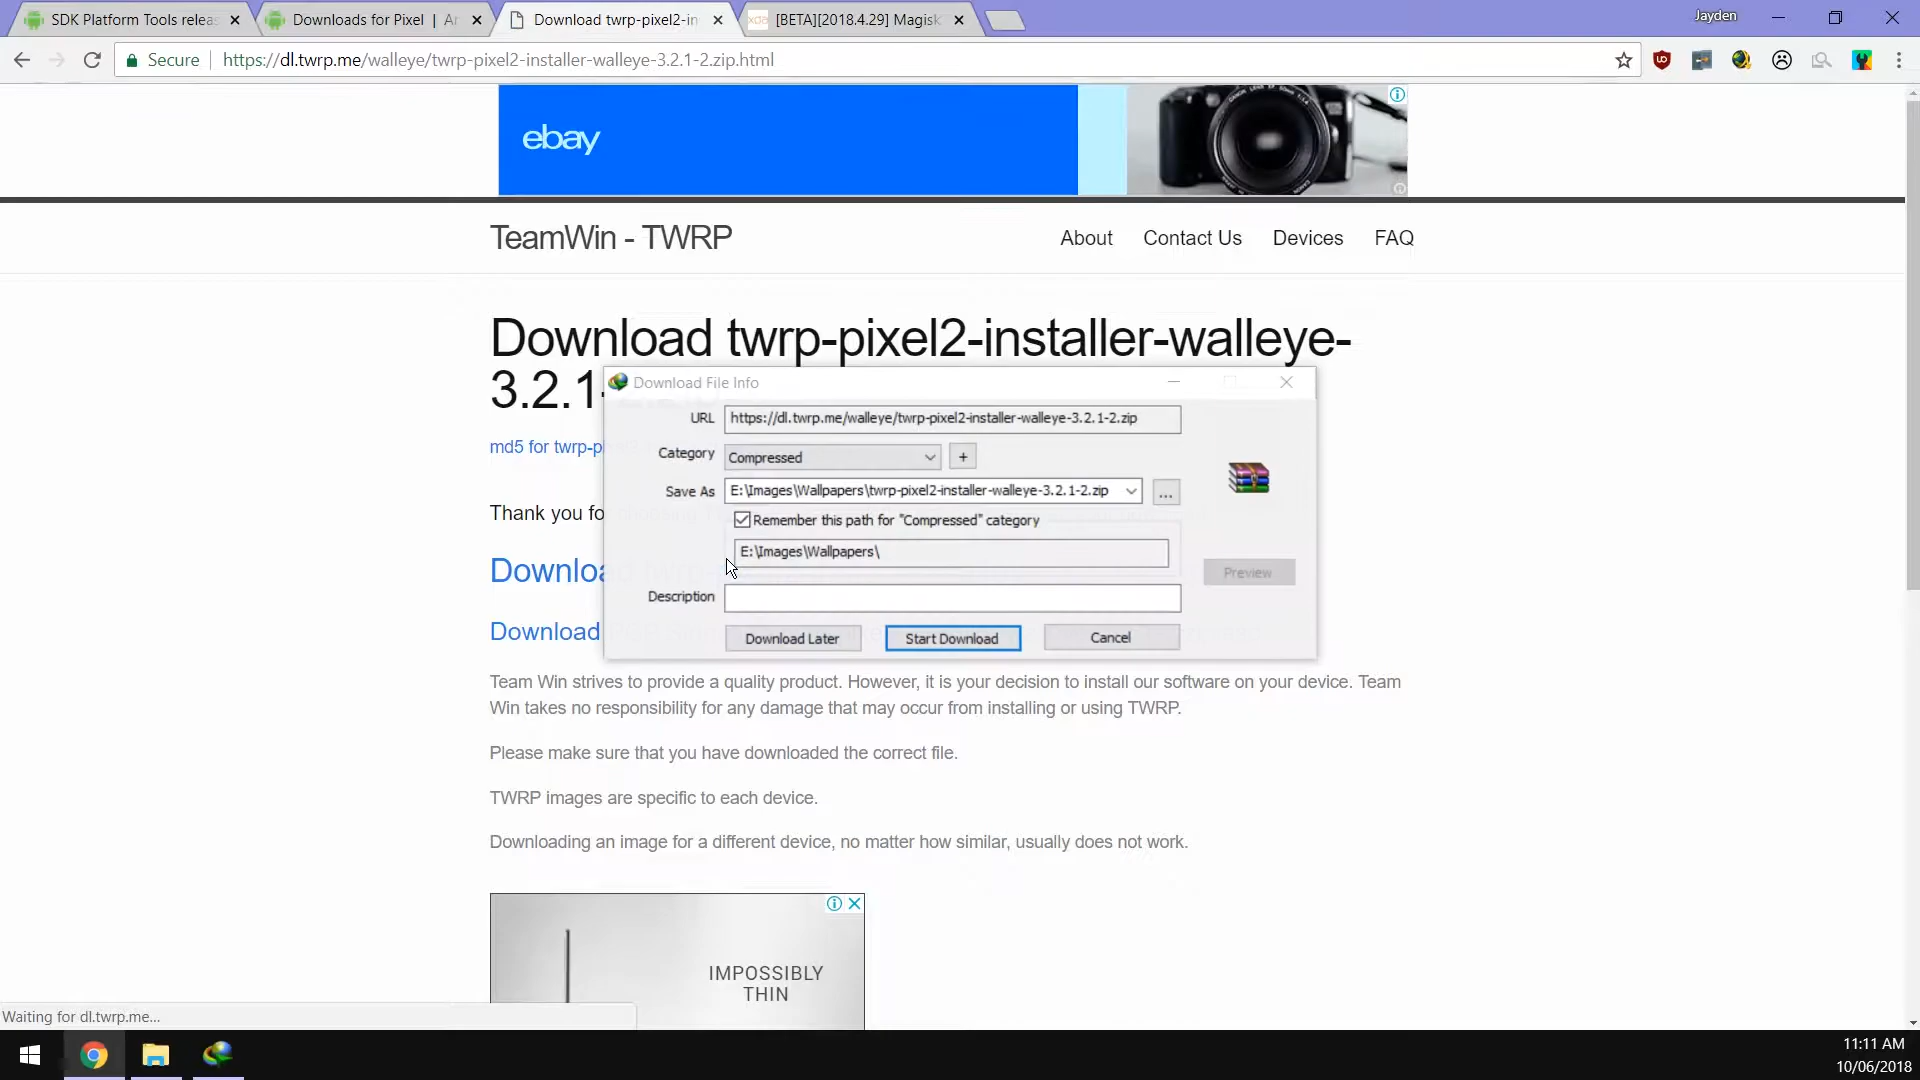 SDK Platform Tools releas
Downloads for Pixel | An
Download twrp-pixel2-in
[BETA][2018.4.29] Magisk
Jayden
Secure
https://dl.twrp.me/walleye/twrp-pixel2-installer-walleye-3.2.1-2.zip.html
ebay
TeamWin - TWRP
About
Contact Us
Devices
FAQ
Download twrp-pixel2-installer-walleye-
3.2.1-
Download File Info
URL
https://dl.twrp.me/walleye/twrp-pixel2-installer-walleye-3.2.1-2.zip
md5 for twrp-p
Category
Compressed
+
Save As
E:\Images\Wallpapers\twrp-pixel2-installer-walleye-3.2.1-2.zip
...
Thank you fo
Remember this path for "Compressed" category
E:\Images\Wallpapers\
Downloa
Preview
Description
Download
Download Later
Start Download
Cancel
Team Win strives to provide a quality product. However, it is your decision to install our software on your device. Team
Win takes no responsibility for any damage that may occur from installing or using TWRP.
Please make sure that you have downloaded the correct file.
TWRP images are specific to each device.
Downloading an image for a different device, no matter how similar, usually does not work.
IMPOSSIBLY
THIN
Waiting for dl.twrp.me...
11:11 AM
10/06/2018